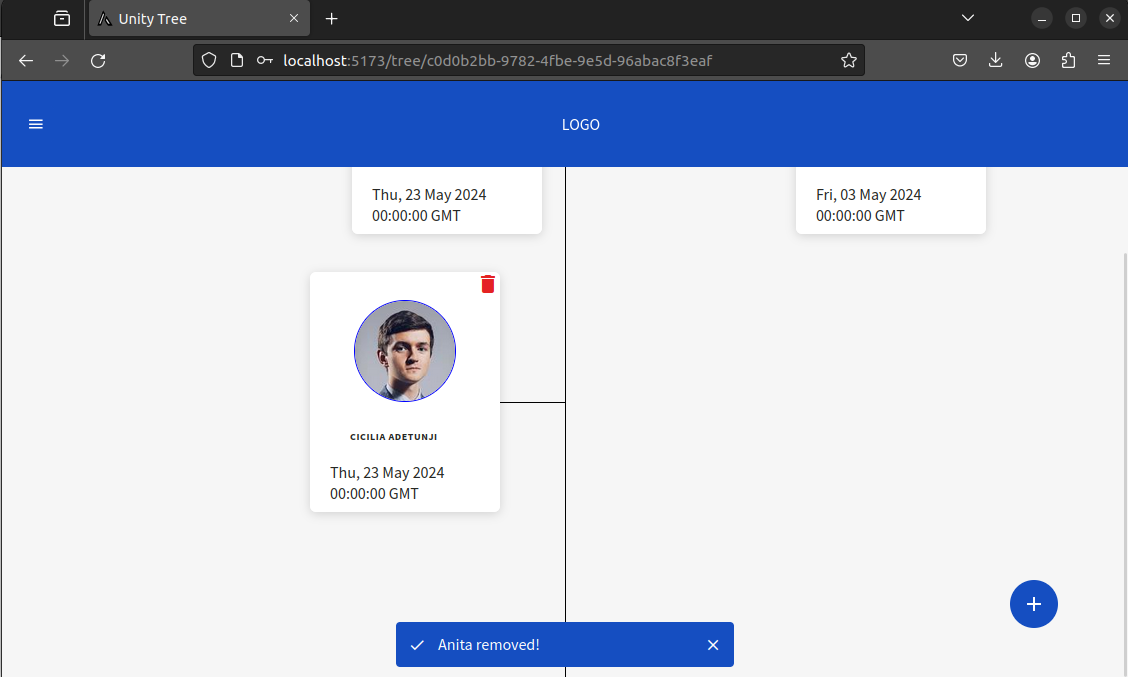 Unity Tree
localhost:5173/tree/c0d0b2bb-9782-4fbe-9e5d-96abac8f3eaf
LOGO
Thu, 23 May 2024
00:00:00 GMT
Fri, 03 May 2024
00:00:00 GMT
CICILIA ADETUNJI
Thu, 23 May 2024
00:00:00 GMT
Anita removed!